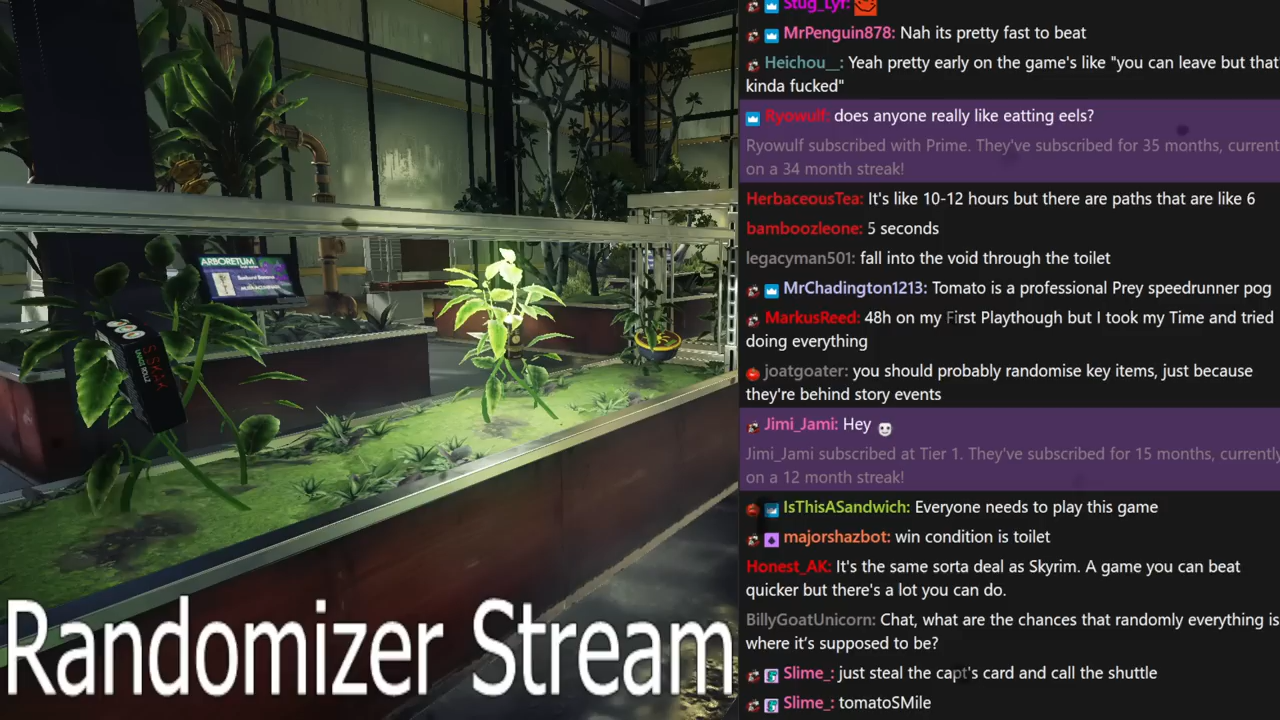 Stug_Lyf:
MrPenguin878: Nah its pretty fast to beat
Heichou__: Yeah pretty early on the game's like "you can leave but that
kinda fucked"
Ryowulf: does anyone really like eatting eels?
Ryowulf subscribed with Prime. They've subscribed for 35 months, current
on a 34 month streak!
HerbaceousTea: It's like 10-12 hours but there are paths that are like 6
bamboozleone: 5 seconds
legacyman501: fall into the void through the toilet
MrChadington1213: Tomato is a professional Prey speedrunner pog
MarkusReed: 48h on my First Playthough but I took my Time and tried
doing everything
joatgoater: you should probably randomise key items, just because
they're behind story events
Jimi_Jami: Hey
Jimi_Jami subscribed at Tier 1. They've subscribed for 15 months, currently
on a 12 month streak!
IsThisASandwich: Everyone needs to play this game
majorshazbot: win condition is toilet
Honest_AK: It's the same sorta deal as Skyrim. A game you can beat
quicker but there's a lot you can do.
BillyGoatUnicorn: Chat, what are the chances that randomly everything is
where it's supposed to be?
Slime_: just steal the capt's card and call the shuttle
Slime_: tomatoSMile
ARBORETUM
Randomizer Stream